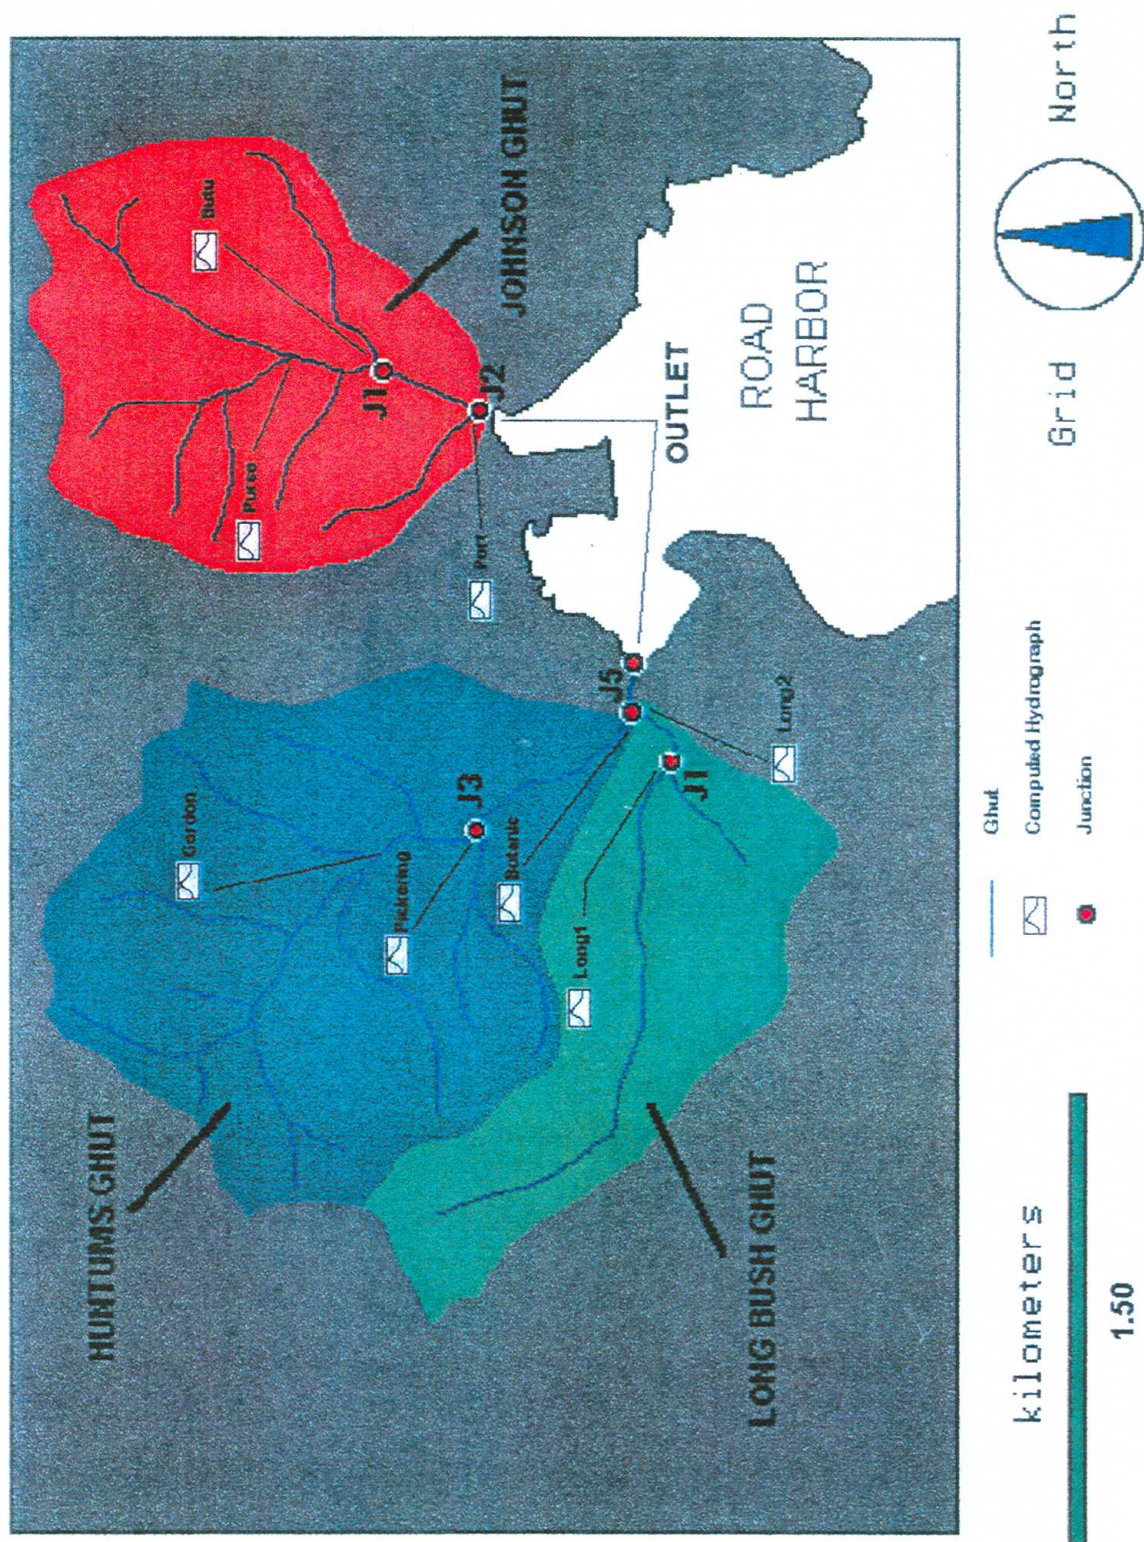 HUNTUMS GHUT
Gordon
Purse
J1
Pickering
J3
Port
J2
Botanic
JOHNSON GHUT
Long1
J5
OUTLET
J1
ROAD
HARBOR
LONG BUSH GHUT
Long2
kilometers
1.50
Ghut
Computed Hydrograph
Junction
Grid North